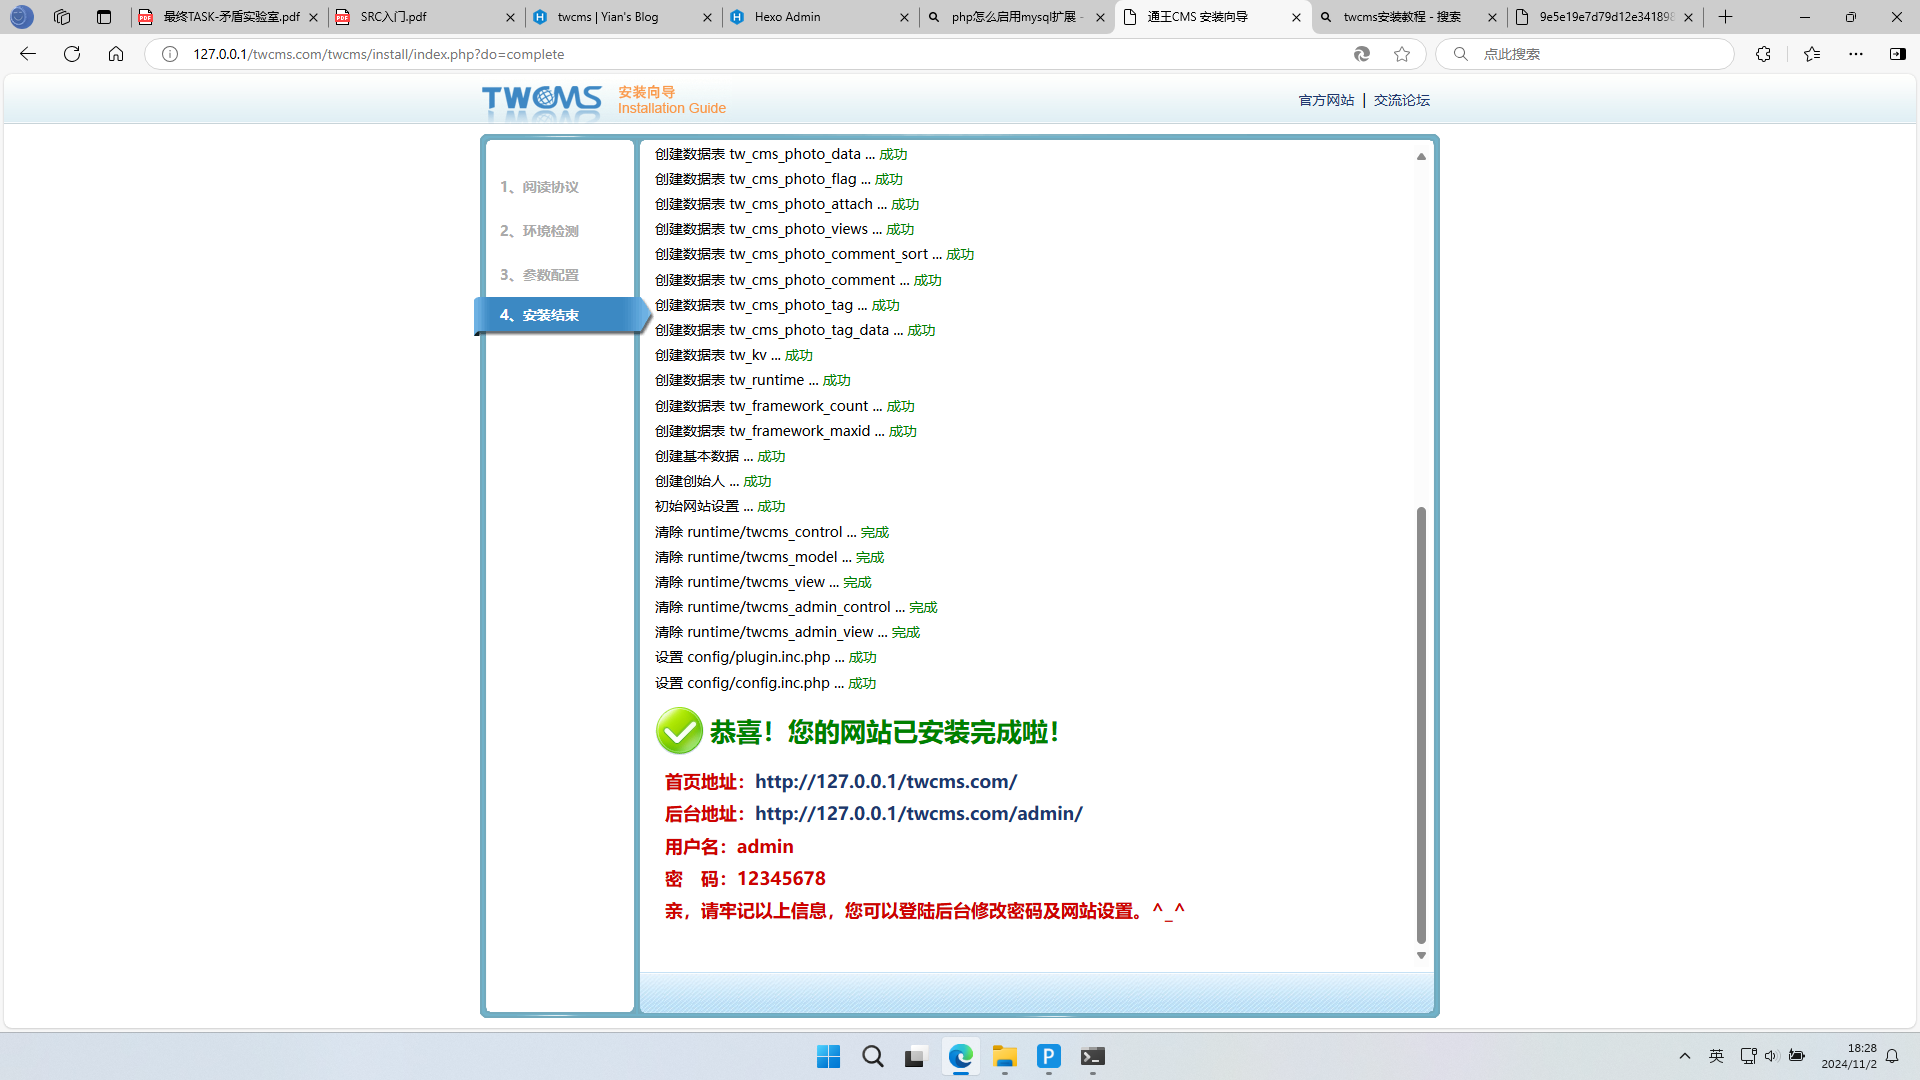 最终TASK-矛盾实验室.pdf
SRC入门.pdf
twcms | Yian's Blog
Hexo Admin
php怎么启用mysql扩展 -
通王CMS 安装向导
twcms安装教程 - 搜索
9e5e19e7d79d12e341898
127.0.0.1/twcms.com/twcms/install/index.php?do=complete
点此搜索
TWCMS
安装向导
Installation Guide
官方网站 | 交流论坛
1、阅读协议
2、环境检测
3、参数配置
4、安装结束
创建数据表 tw_cms_photo_data ... 成功
创建数据表 tw_cms_photo_flag ... 成功
创建数据表 tw_cms_photo_attach ... 成功
创建数据表 tw_cms_photo_views ... 成功
创建数据表 tw_cms_photo_comment_sort ... 成功
创建数据表 tw_cms_photo_comment ... 成功
创建数据表 tw_cms_photo_tag ... 成功
创建数据表 tw_cms_photo_tag_data ... 成功
创建数据表 tw_kv ... 成功
创建数据表 tw_runtime ... 成功
创建数据表 tw_framework_count ... 成功
创建数据表 tw_framework_maxid ... 成功
创建基本数据 ... 成功
创建创始人 ... 成功
初始网站设置 ... 成功
清除 runtime/twcms_control ... 完成
清除 runtime/twcms_model ... 完成
清除 runtime/twcms_view ... 完成
清除 runtime/twcms_admin_control ... 完成
清除 runtime/twcms_admin_view ... 完成
设置 config/plugin.inc.php ... 成功
设置 config/config.inc.php ... 成功
恭喜！您的网站已安装完成啦！
首页地址：http://127.0.0.1/twcms.com/
后台地址：http://127.0.0.1/twcms.com/admin/
用户名：admin
密　码：12345678
亲，请牢记以上信息，您可以登陆后台修改密码及网站设置。^_^
英
18:28
2024/11/2